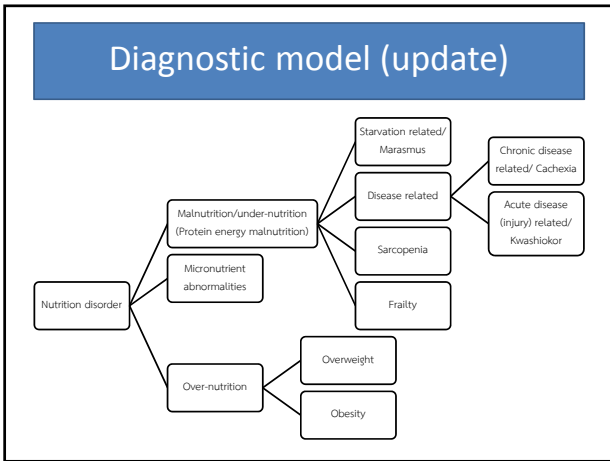 Diagnostic model (update)
Starvation related/
Marasmus
Chronic disease
related/ Cachexia
Malnutrition/under-nutrition
(Protein energy malnutrition)
Disease related
Acute disease
(injury) related/
Kwashiokor
Micronutrient
abnormalities
Sarcopenia
Nutrition disorder
Frailty
Overweight
Over-nutrition
Obesity